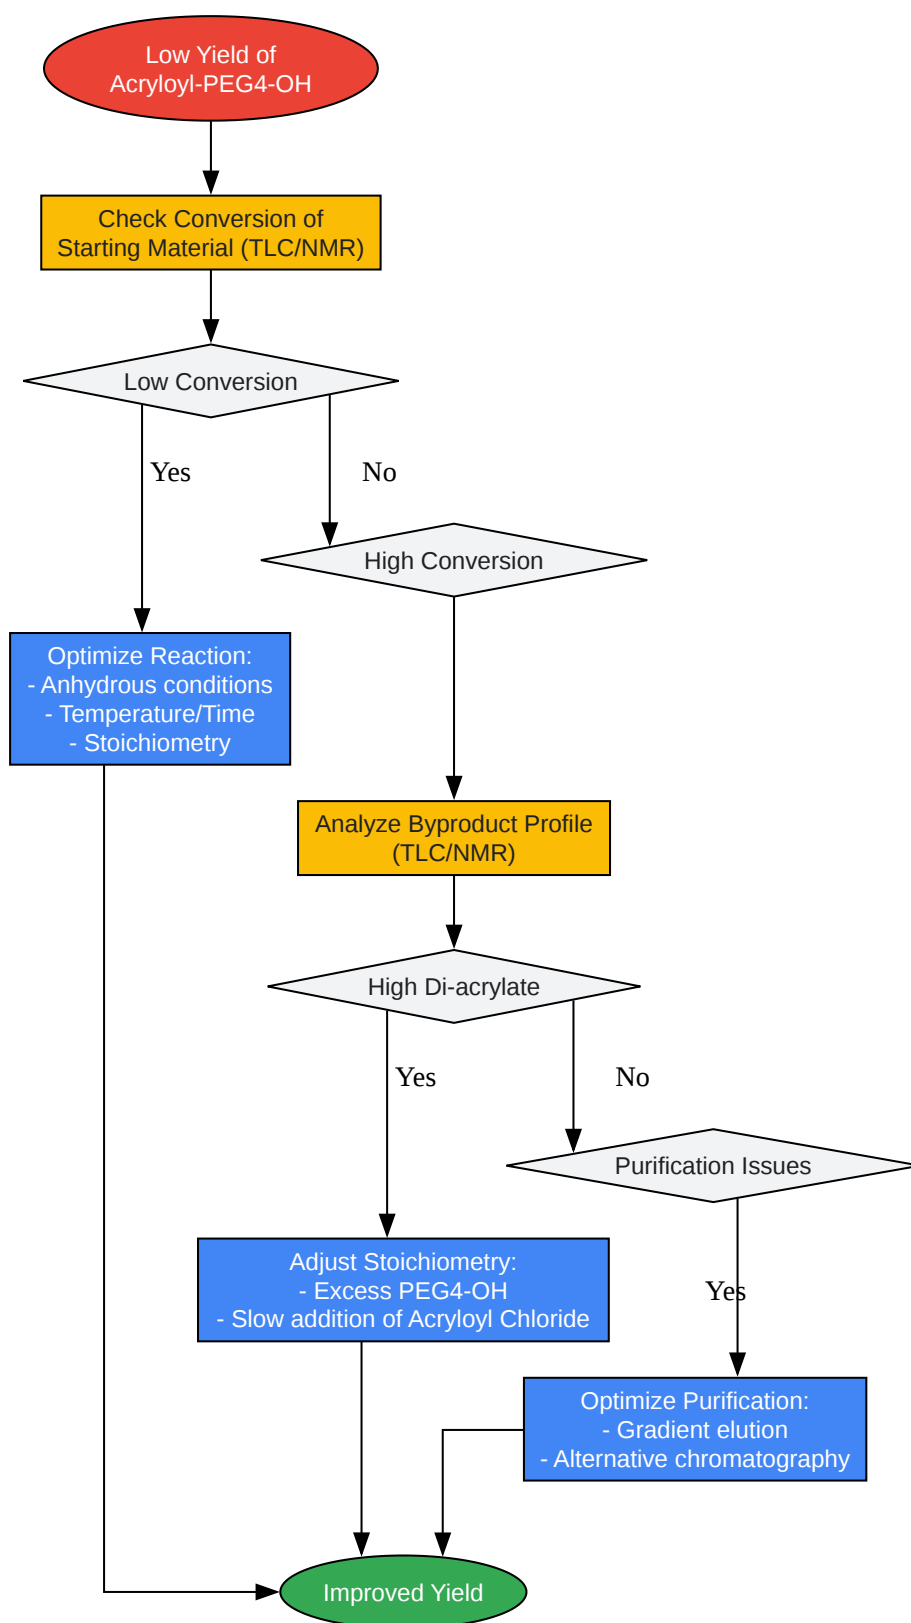 Low Yield of
Acryloyl-PEG4-OH
Check Conversion of
Starting Material (TLC/NMR)
Low Conversion
Yes
No
High Conversion
Optimize Reaction:
- Anhydrous conditions
- Temperature/Time
- Stoichiometry
Analyze Byproduct Profile
(TLC/NMR)
High Di-acrylate
Yes
No
Purification Issues
Adjust Stoichiometry:
- Excess PEG4-OH
- Slow addition of Acryloyl Chloride
Yes
Optimize Purification:
- Gradient elution
- Alternative chromatography
Improved Yield